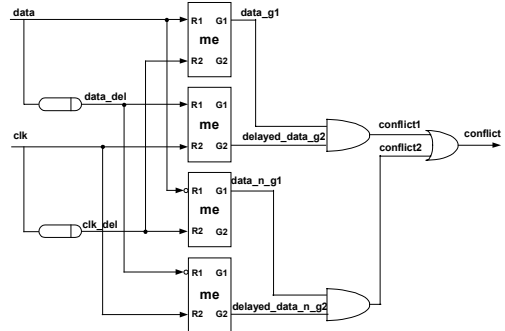 data
R1 G1
data_g1
me
R2 G2
data_del
R1 G1
me
clk
R2 G2
delayed_data_g2
conflict1
conflict
conflict2
R1 G1
data_n_g1
me
clk_del
R2 G2
R1 G1
me
R2 G2
delayed_data_n_g2